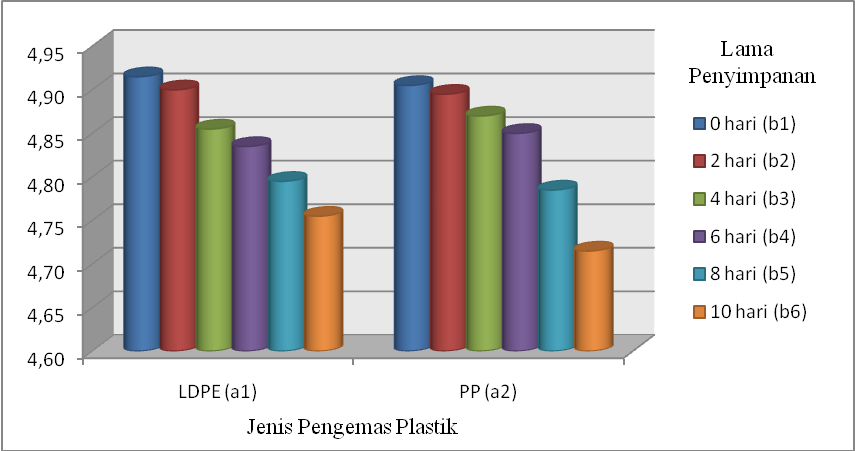 4,95
4,90
4,85
4,80
4,75
4,70
4,65
4,60
LDPE (a1)
PP (a2)
Jenis Pengemas Plastik
Lama
Penyimpanan
0 hari (b1)
2 hari (b2)
4 hari (b3)
6 hari (b4)
8 hari (b5)
10 hari (b6)